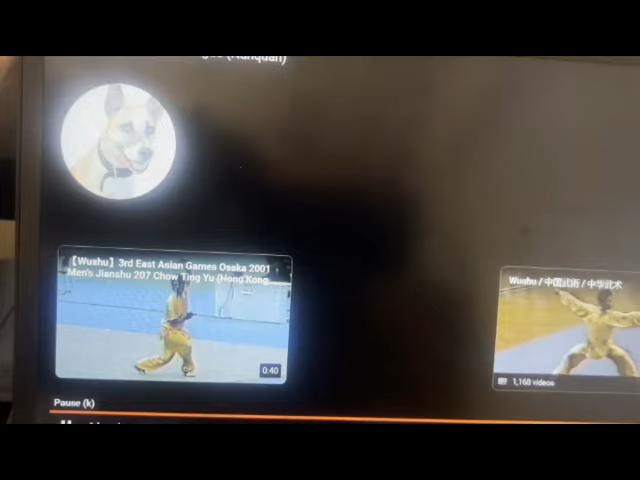 (Nanquan)
【Wushu】3rd East Asian Games Osaka 2001
Men's Jianshu 207 Chow Ting Yu (Hong Kong
0:40
Wushu / 中国武術 / 中华武术
1,168 videos
Pause (k)